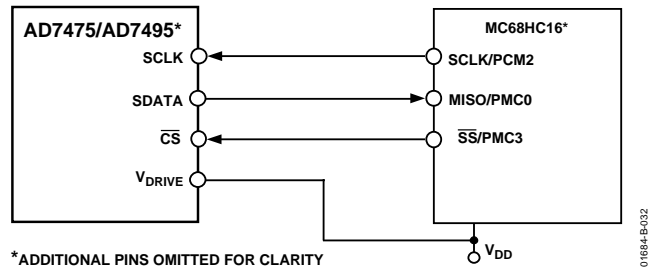 AD7475/AD7495*
MC68HC16*
SCLK
SCLK/PCM2
SDATA
MISO/PMC0
CS
SS/PMC3
VDRIVE
VDD
*ADDITIONAL PINS OMITTED FOR CLARITY
01684-B-032